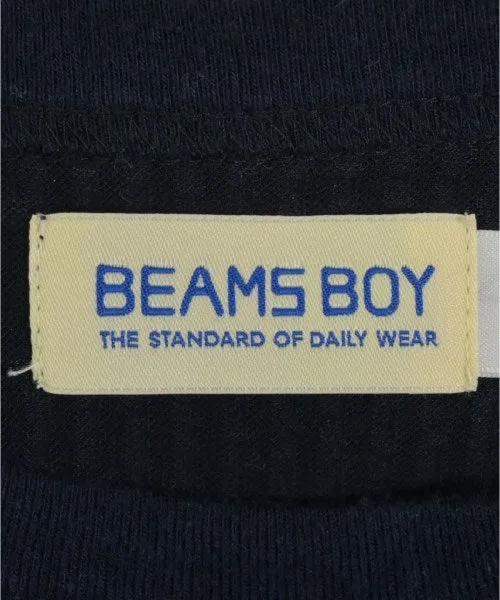 BEAMS BOY
THE STANDARD OF DAILY WEAR